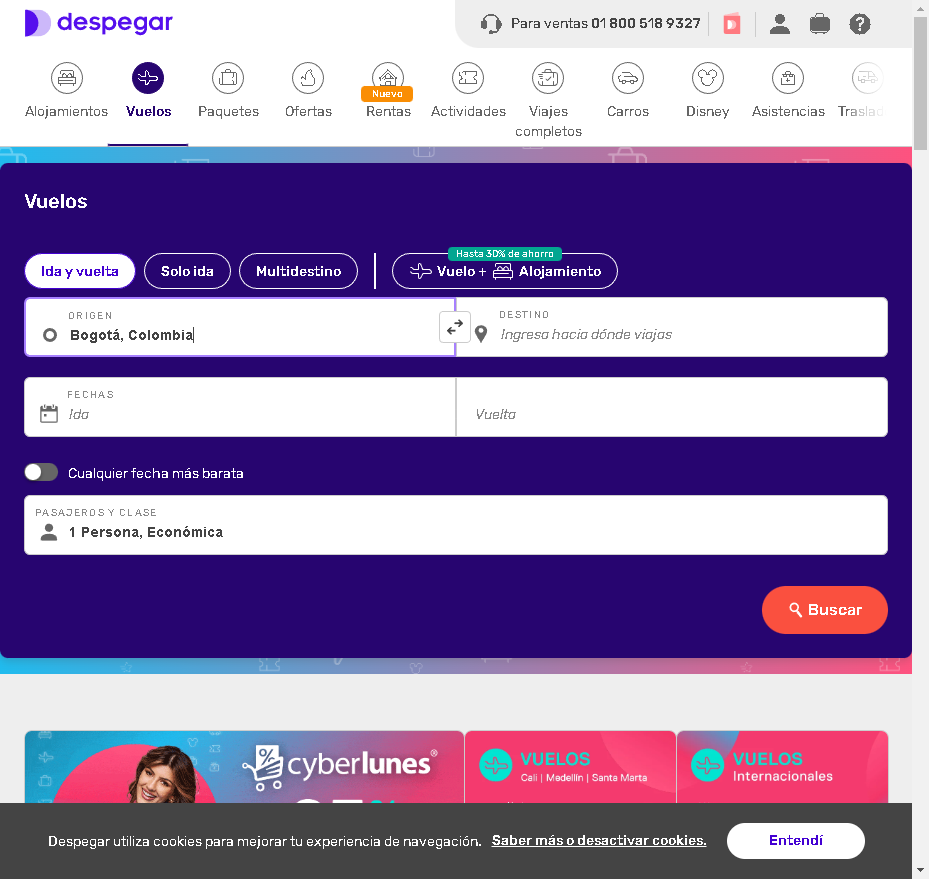 despegar
Para ventas 01 800 518 9327
Alojamientos
Vuelos
Paquetes
Ofertas
Nuevo
Rentas
Actividades
Viajes
completos
Carros
Disney
Asistencias
Traslad
Vuelos
Hasta 30% de ahorro
Ida y vuelta
Solo ida
Multidestino
Vuelo + Alojamiento
ORIGEN
Bogotá, Colombia
DESTINO
Ingresa hacia dónde viajas
FECHAS
Ida
Vuelta
Cualquier fecha más barata
PASAJEROS Y CLASE
1 Persona, Económica
Buscar
cyberlunes®
VUELOS
Cali | Medellín | Santa Marta
VUELOS
Internacionales
Despegar utiliza cookies para mejorar tu experiencia de navegación. Saber más o desactivar cookies.
Entendí